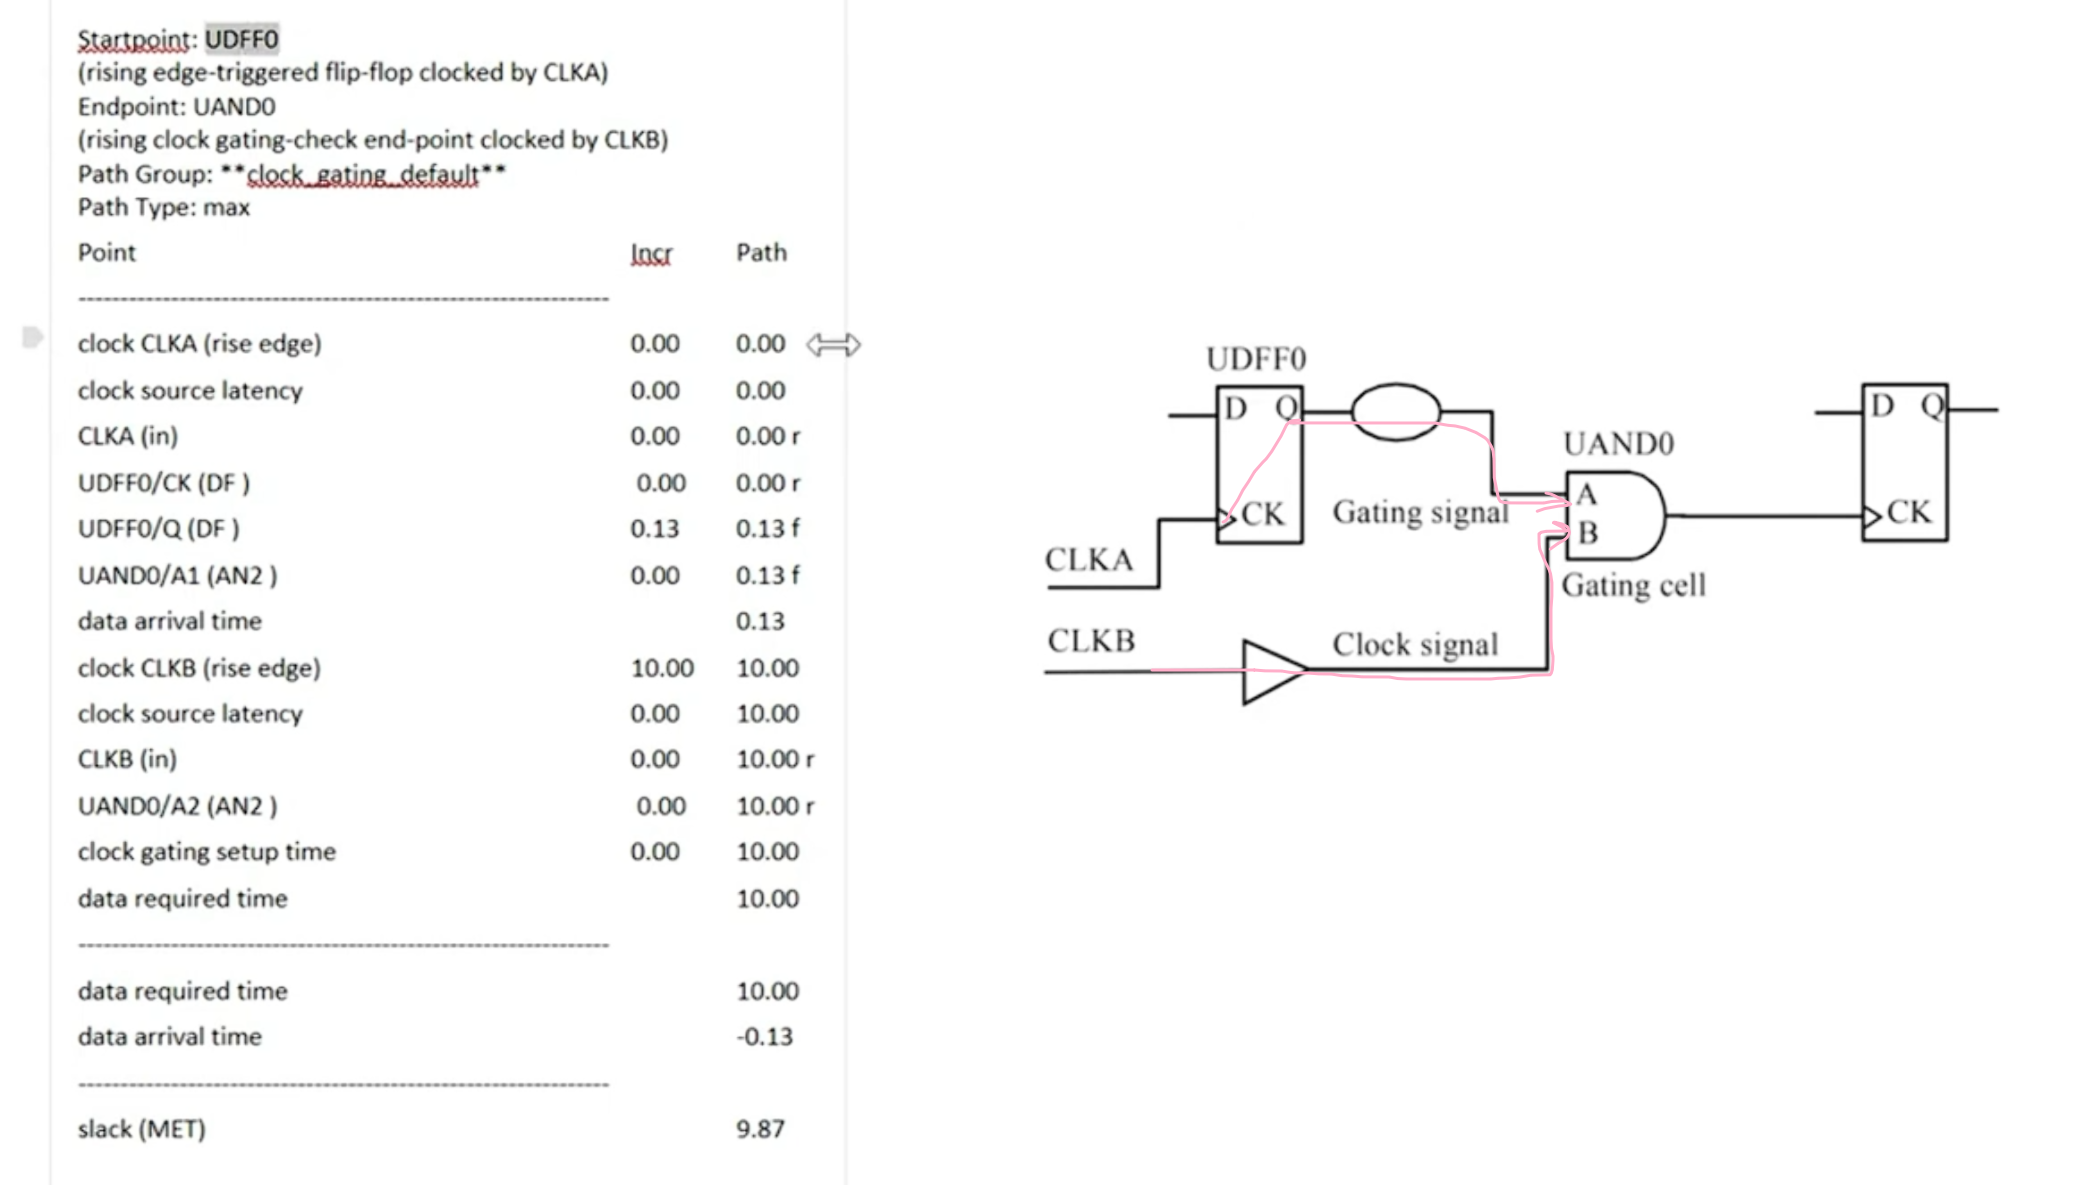 Startpoint: UDFF0
(rising edge-triggered flip-flop clocked by CLKA)
Endpoint: UAND0
(rising clock gating-check end-point clocked by CLKB)
Path Group: **clock_gating_default**
Path Type: max
Point Incr Path
--------------------------------------------------------------
clock CLKA (rise edge) 0.00 0.00
clock source latency 0.00 0.00
CLKA (in) 0.00 0.00 r
UDFF0/CK (DF ) 0.00 0.00 r
UDFF0/Q (DF ) 0.13 0.13 f
UAND0/A1 (AN2 ) 0.00 0.13 f
data arrival time 0.13
clock CLKB (rise edge) 10.00 10.00
clock source latency 0.00 10.00
CLKB (in) 0.00 10.00 r
UAND0/A2 (AN2 ) 0.00 10.00 r
clock gating setup time 0.00 10.00
data required time 10.00
--------------------------------------------------------------
data required time 10.00
data arrival time -0.13
--------------------------------------------------------------
slack (MET) 9.87
UDFF0
D Q
CK
CLKA
CLKB
Gating signal
Clock signal
UAND0
A
B
Gating cell
D Q
CK